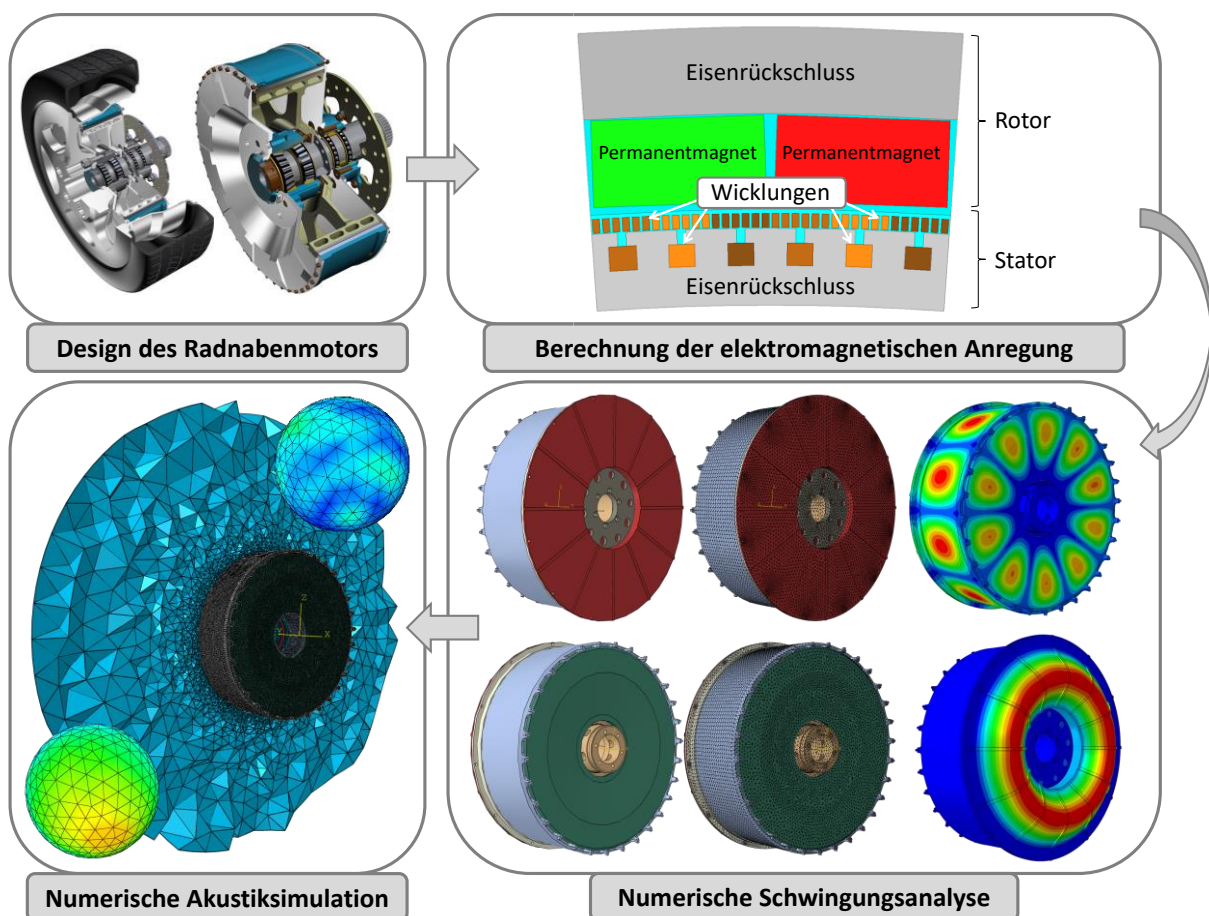 Eisenrückschluss
Rotor
Permanentmagnet
Permanentmagnet
Wicklungen
Stator
Eisenrückschluss
Design des Radnabenmotors
Berechnung der elektromagnetischen Anregung
Z
X
Numerische Akustiksimulation
Numerische Schwingungsanalyse